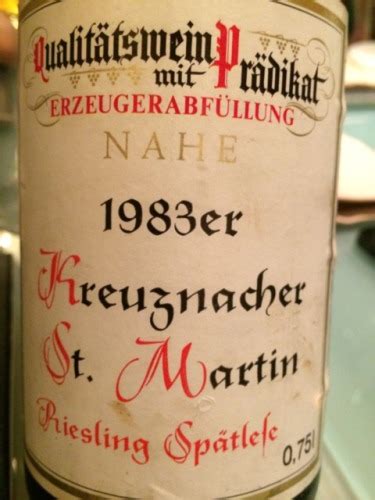 Qualitätswein
mit Prädikat
ERZEUGERABFÜLLUNG
NAHE
1983er
Kreuznacher
St. Martin
Riesling Spätlese
0,75l